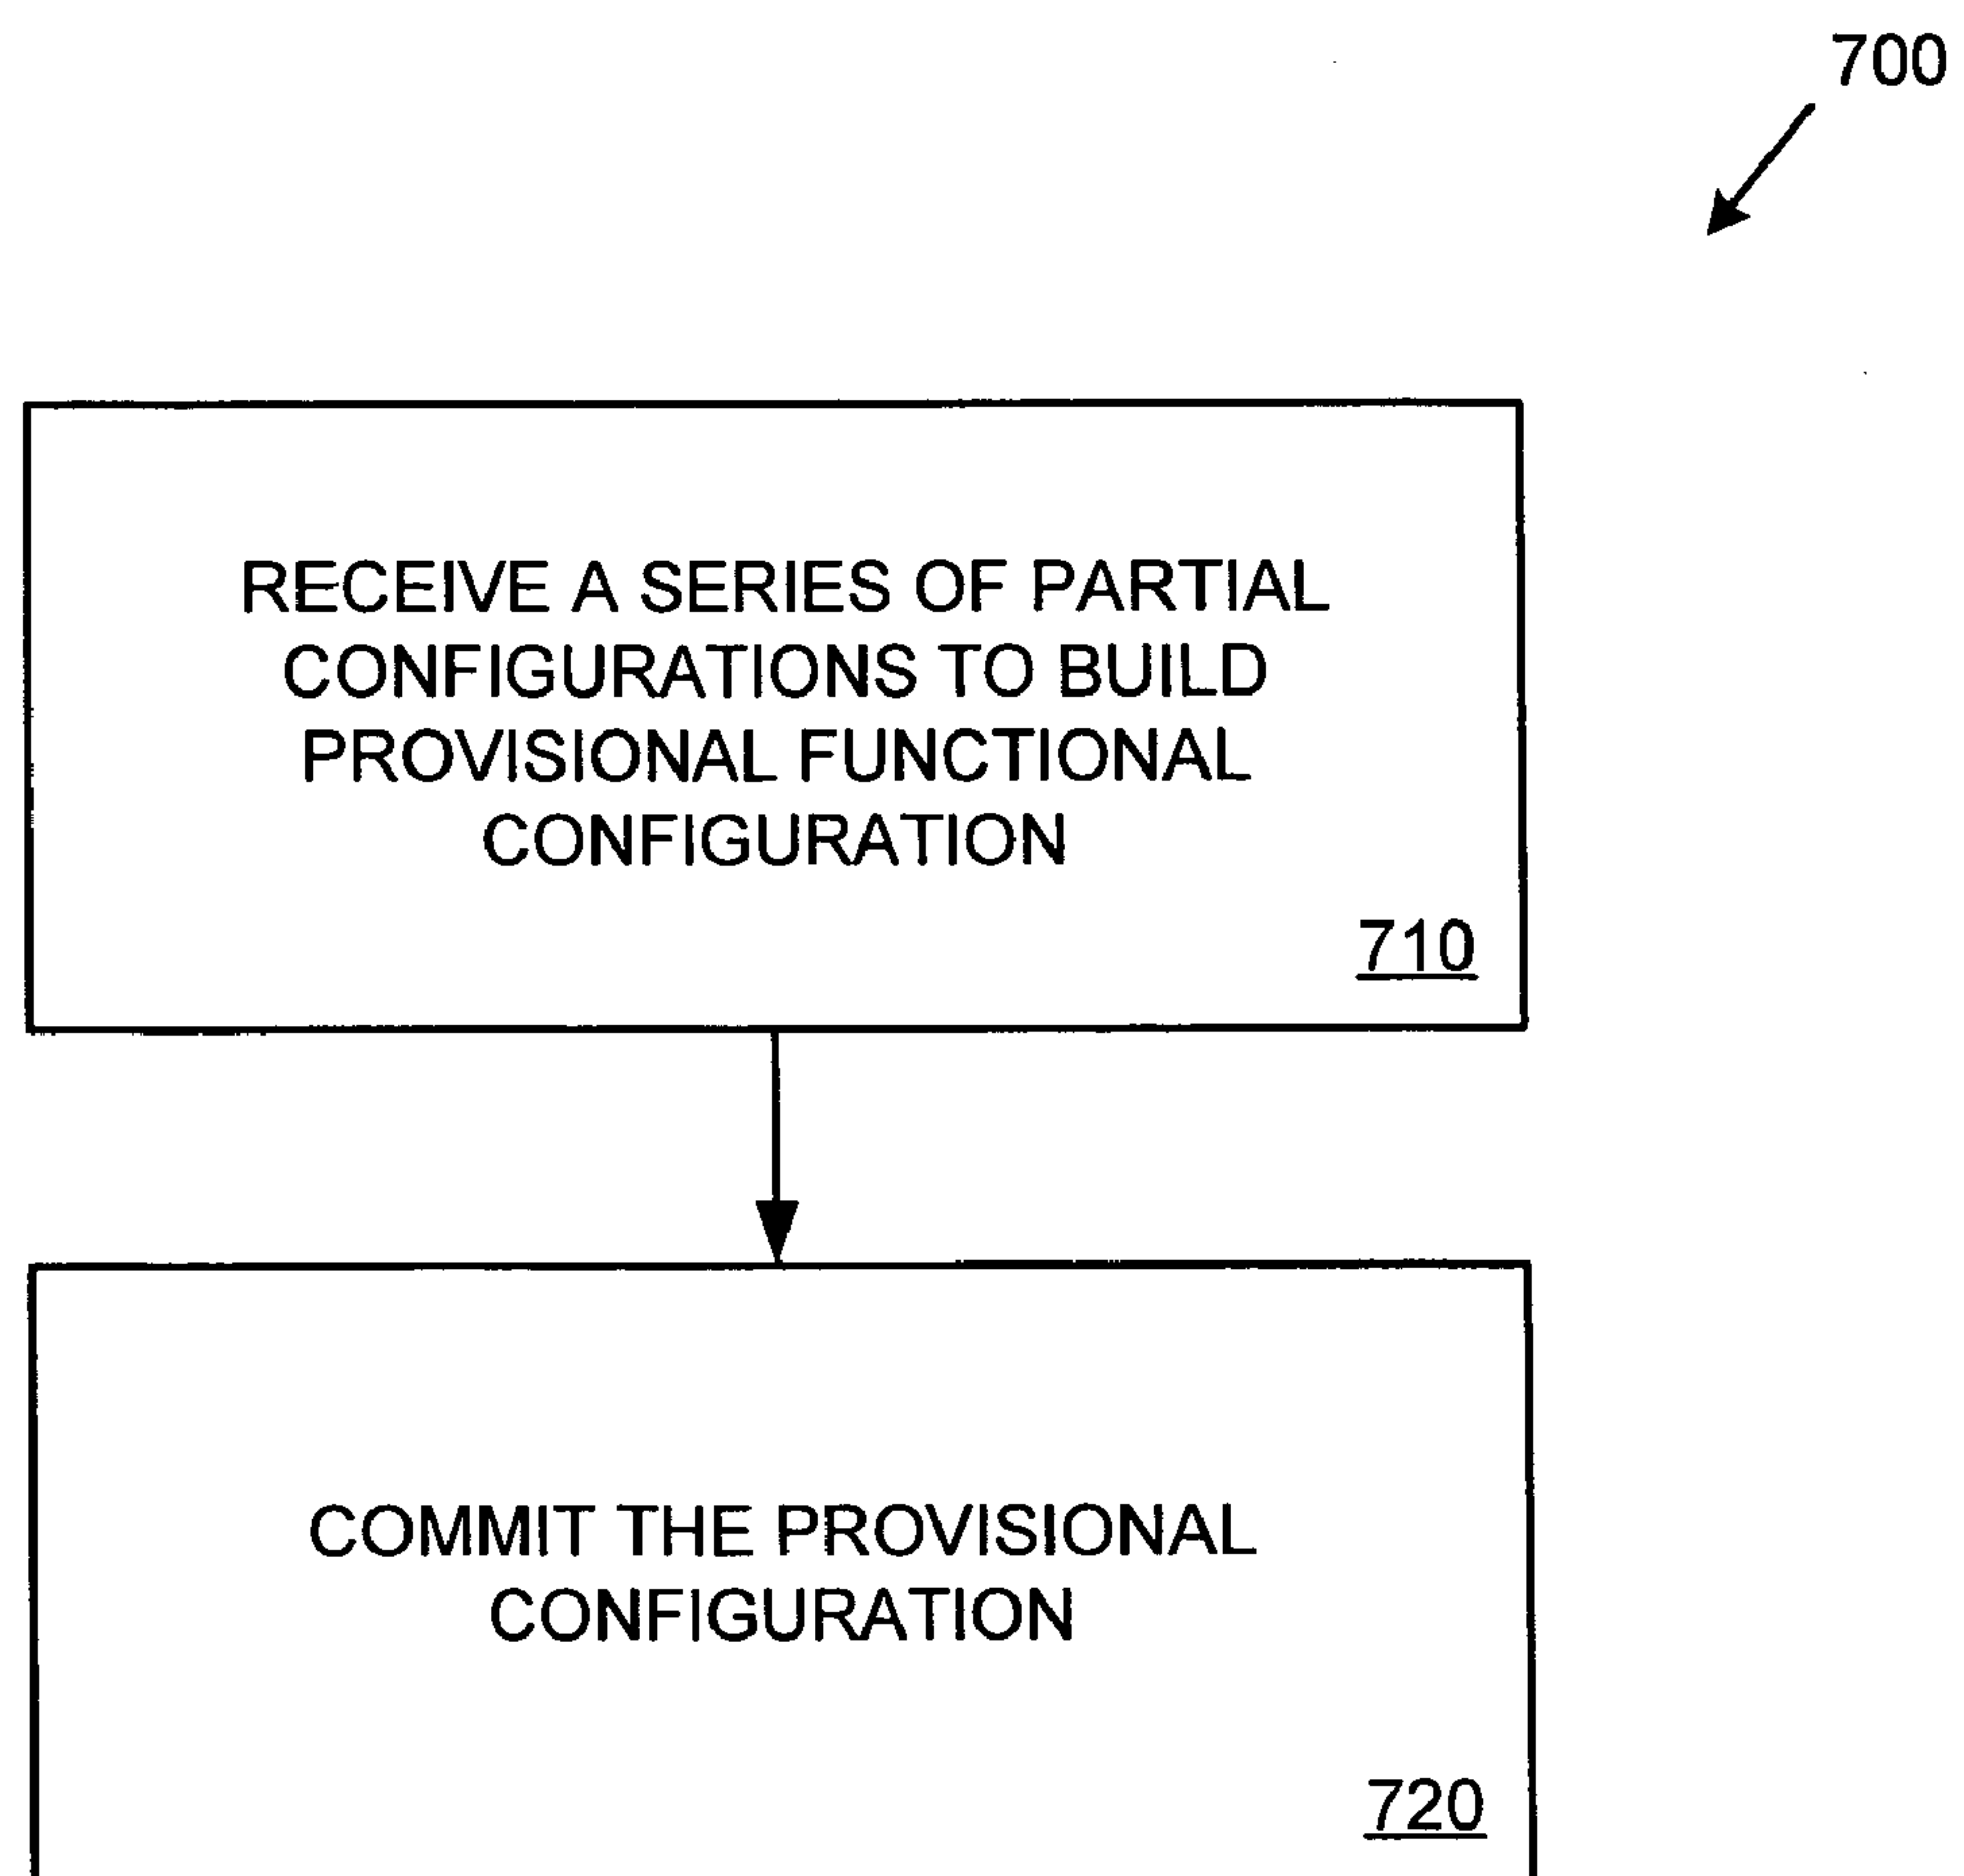 700
RECEIVE A SERIES OF PARTIAL
CONFIGURATIONS TO BUILD
PROVISIONAL FUNCTIONAL
CONFIGURATION
710
COMMIT THE PROVISIONAL
CONFIGURATION
720